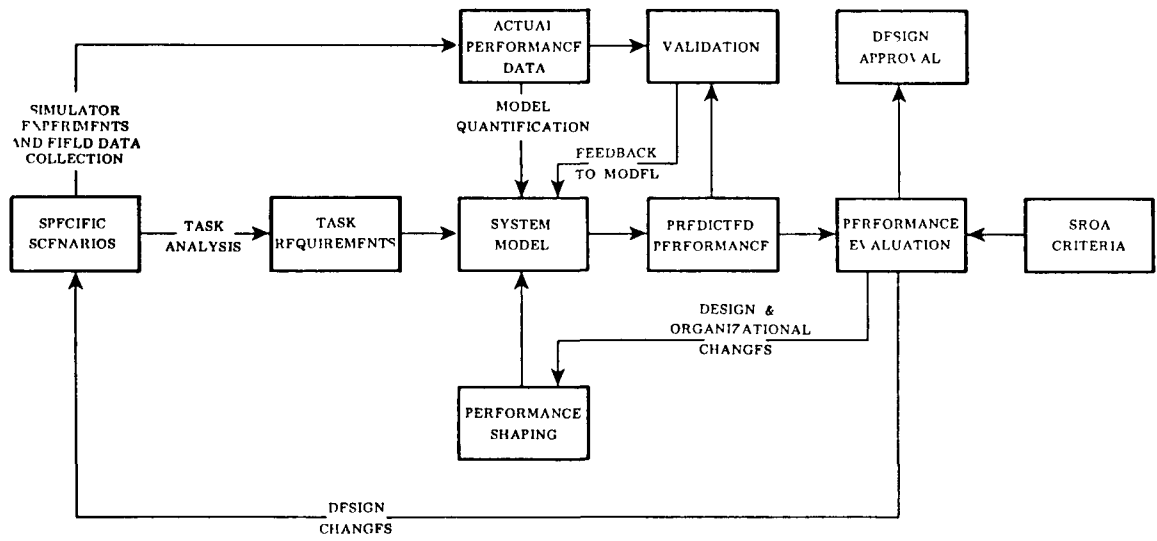 ACTUAL
PERFORMANCE
DATA
VALIDATION
DESIGN
APPROVAL
SIMULATOR
EXPERIMENTS
AND FIELD DATA
COLLECTION
MODEL
QUANTIFICATION
FEEDBACK
TO MODEL
SPECIFIC
SCENARIOS
TASK
ANALYSIS
TASK
REQUIREMENTS
SYSTEM
MODEL
PREDICTED
PERFORMANCE
PERFORMANCE
EVALUATION
SROA
CRITERIA
DESIGN &
ORGANIZATIONAL
CHANGES
PERFORMANCE
SHAPING
DESIGN
CHANGES